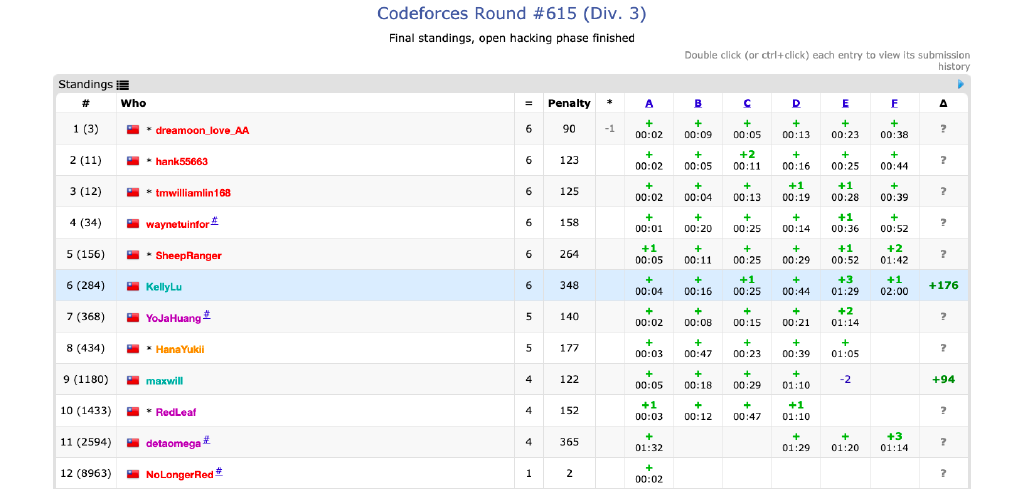 Codeforces Round #615 (Div. 3)
Final standings, open hacking phase finished
Double click (or ctrl+click) each entry to view its submission
history
Standings
# Who = Penalty * A B C D E F Δ
1 (3) * dreamoon_love_AA 6 90 -1 + + + + + + ?
00:02 00:09 00:05 00:13 00:23 00:38
2 (11) * hank55663 6 123 + + +2 + + + ?
00:02 00:05 00:11 00:16 00:25 00:44
3 (12) * tmwilliamlin168 6 125 + + + +1 +1 + ?
00:02 00:04 00:13 00:19 00:28 00:39
4 (34) waynetuinfor # 6 158 + + + + +1 + ?
00:01 00:20 00:25 00:14 00:36 00:52
5 (156) * SheepRanger 6 264 +1 + + + +1 +2 ?
00:05 00:11 00:25 00:29 00:52 01:42
6 (284) KellyLu 6 348 + + +1 + +3 +1 +176
00:04 00:16 00:25 00:44 01:29 02:00
7 (368) YoJaHuang # 5 140 + + + + +2 ?
00:02 00:08 00:15 00:21 01:14
8 (434) * HanaYukii 5 177 + + + + + ?
00:03 00:47 00:23 00:39 01:05
9 (1180) maxwill 4 122 + + + + -2 +94
00:05 00:18 00:29 01:10
10 (1433) * RedLeaf 4 152 +1 + + +1 ?
00:03 00:12 00:47 01:10
11 (2594) detaomega # 4 365 + + + +3 ?
01:32 01:29 01:20 01:14
12 (8963) NoLongerRed # 1 2 + ?
00:02